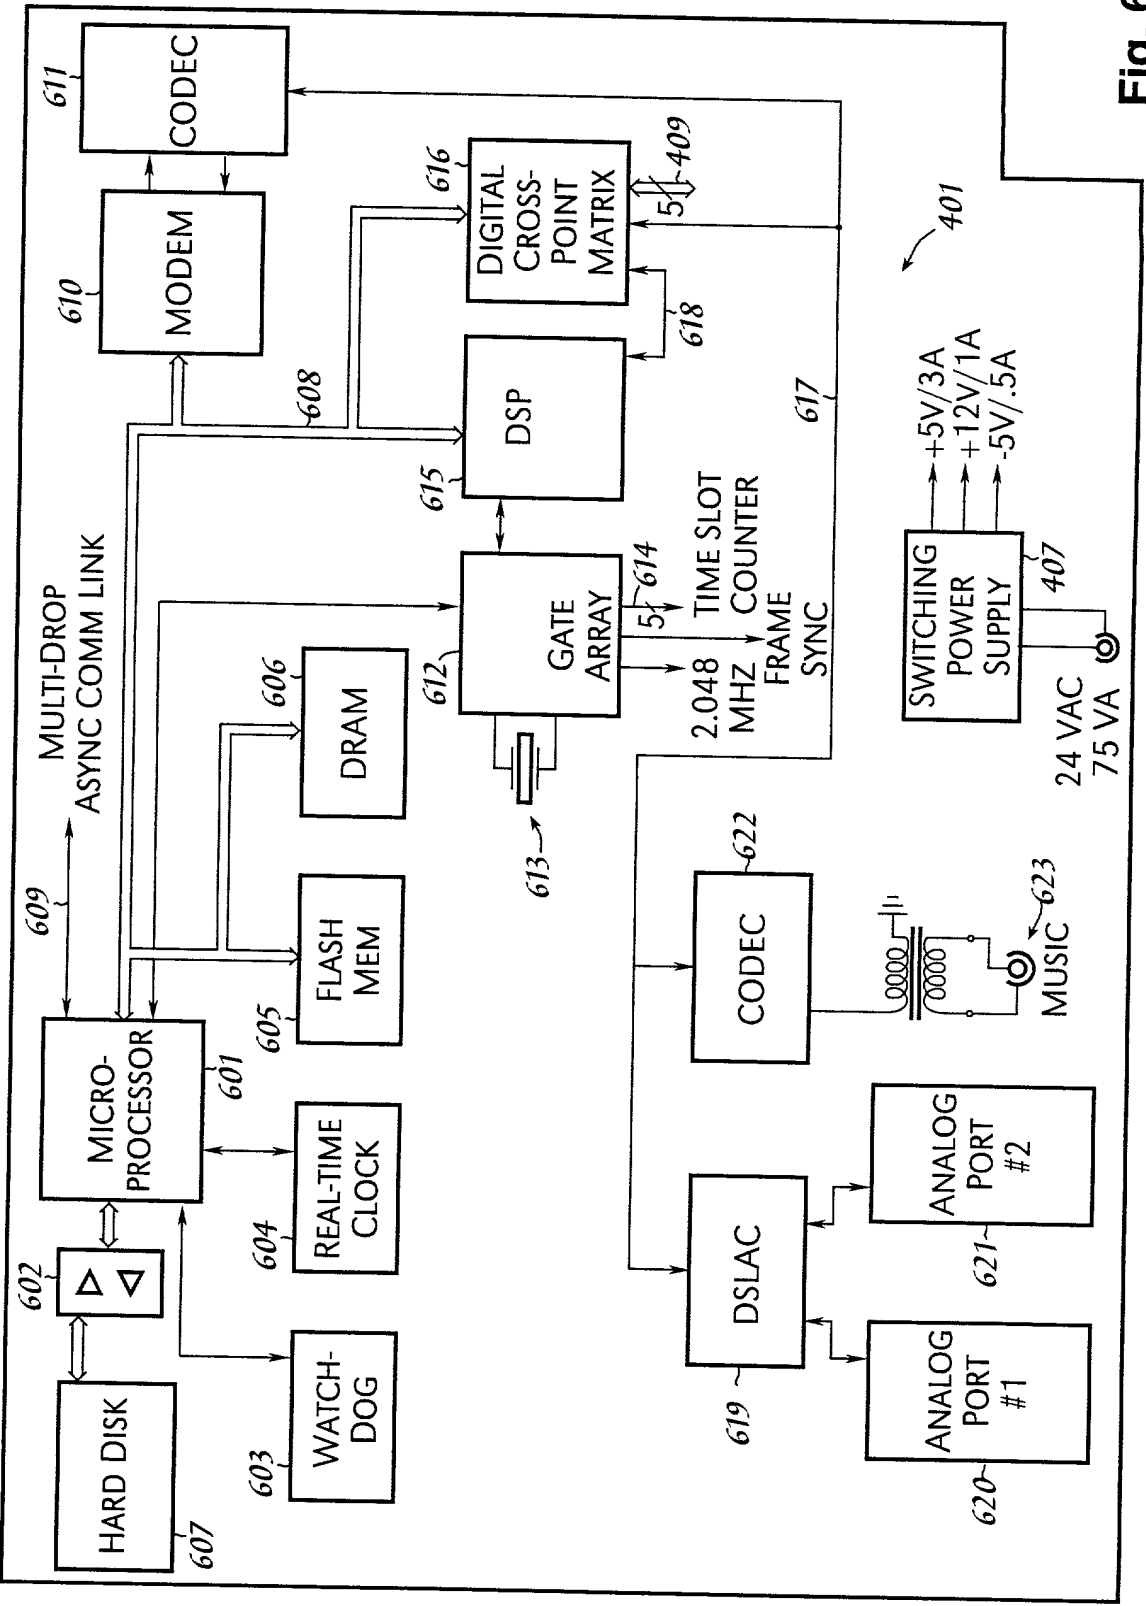 HARD DISK
607
602
MICRO-
PROCESSOR
601
609
MULTI-DROP
ASYNC COMM LINK
610
MODEM
611
CODEC
WATCH-
DOG
603
REAL-TIME
CLOCK
604
FLASH
MEM
605
DRAM
606
608
GATE
ARRAY
612
613
DSP
615
DIGITAL
CROSS-
POINT
MATRIX
616
5
409
618
5
614
2.048
MHZ
FRAME
SYNC
TIME SLOT
COUNTER
617
401
DSLAC
619
CODEC
622
ANALOG
PORT
#1
620
ANALOG
PORT
#2
621
623
MUSIC
SWITCHING
POWER
SUPPLY
407
+5V/3A
+12V/1A
-5V/.5A
24 VAC
75 VA
Fig. 6